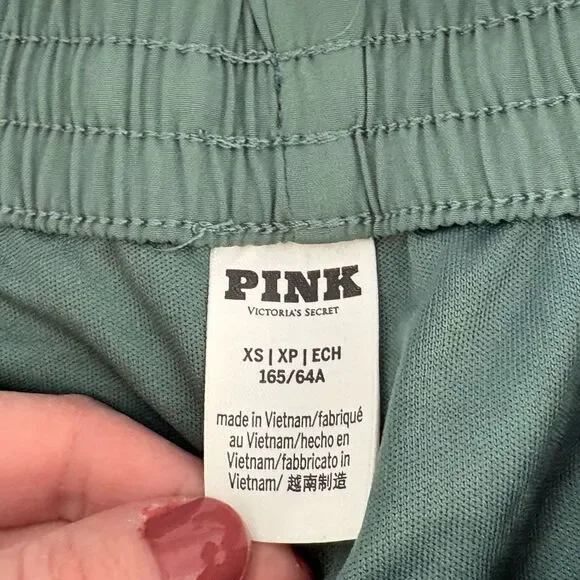 PINK
VICTORIA'S SECRET
XS | XP | ECH
165/64A
made in Vietnam/fabriqué
au Vietnam/hecho en
Vietnam/fabbricato in
Vietnam/ 越南制造